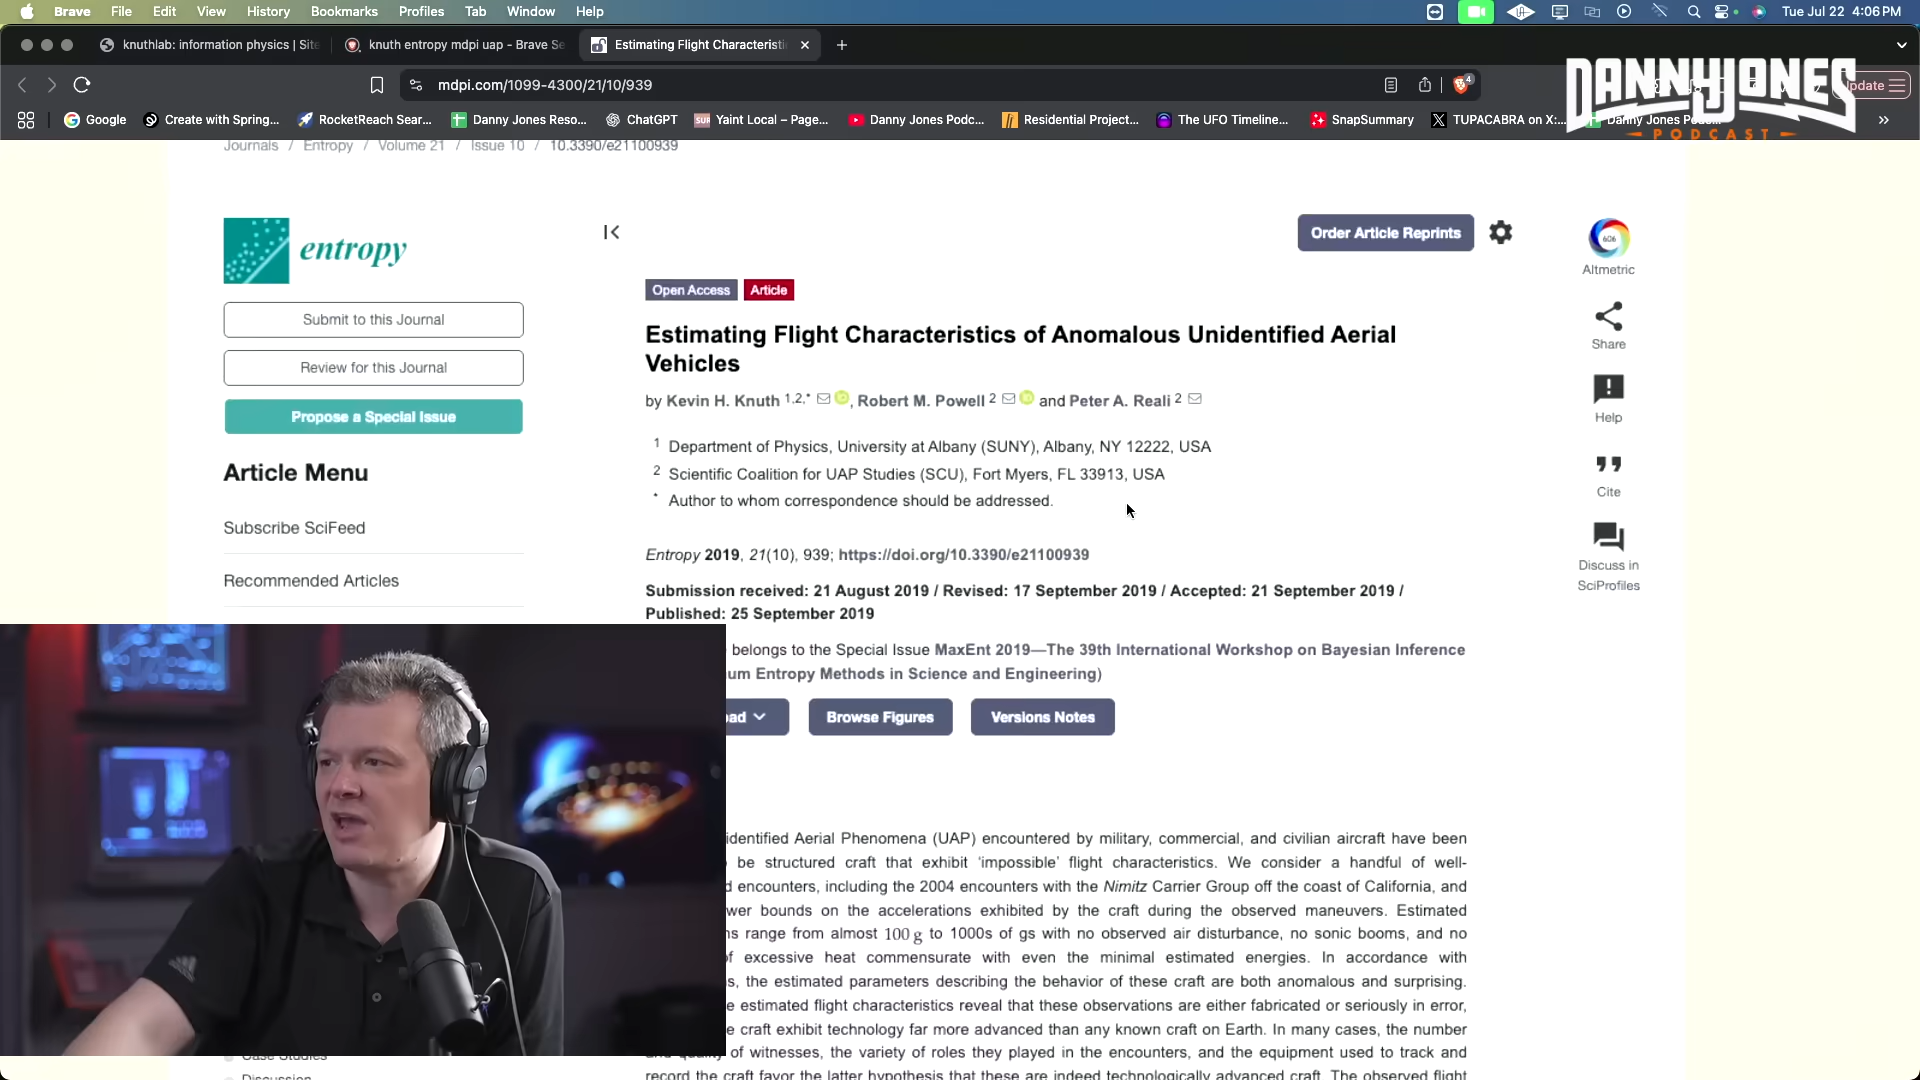 Brave File Edit View History Bookmarks Profiles Tab Window Help
Tue Jul 22 4:06 PM
knuthlab: information physics | Site
knuth entropy mdpi uap - Brave Se
Estimating Flight Characteristi
mdpi.com/1099-4300/21/10/939
4
DANNY JONES
PODCAST
Google
Create with Spring...
RocketReach Sear...
Danny Jones Reso...
ChatGPT
Yaint Local – Page...
Danny Jones Podc...
Residential Project...
The UFO Timeline...
SnapSummary
TUPACABRA on X:...
Journals / Entropy / Volume 21 / Issue 10 / 10.3390/e21100939
entropy
Submit to this Journal
Review for this Journal
Propose a Special Issue
Article Menu
Subscribe SciFeed
Recommended Articles
Order Article Reprints
Open Access Article
Estimating Flight Characteristics of Anomalous Unidentified Aerial
Vehicles
by Kevin H. Knuth 1,2,* , Robert M. Powell 2 and Peter A. Reali 2
1 Department of Physics, University at Albany (SUNY), Albany, NY 12222, USA
2 Scientific Coalition for UAP Studies (SCU), Fort Myers, FL 33913, USA
* Author to whom correspondence should be addressed.
Entropy 2019, 21(10), 939; https://doi.org/10.3390/e21100939
Submission received: 21 August 2019 / Revised: 17 September 2019 / Accepted: 21 September 2019 /
Published: 25 September 2019
belongs to the Special Issue MaxEnt 2019—The 39th International Workshop on Bayesian Inference
um Entropy Methods in Science and Engineering)
ad
Browse Figures
Versions Notes
identified Aerial Phenomena (UAP) encountered by military, commercial, and civilian aircraft have been
be structured craft that exhibit ‘impossible’ flight characteristics. We consider a handful of well-
d encounters, including the 2004 encounters with the Nimitz Carrier Group off the coast of California, and
wer bounds on the accelerations exhibited by the craft during the observed maneuvers. Estimated
ns range from almost 100 g to 1000s of gs with no observed air disturbance, no sonic booms, and no
of excessive heat commensurate with even the minimal estimated energies. In accordance with
s, the estimated parameters describing the behavior of these craft are both anomalous and surprising.
e estimated flight characteristics reveal that these observations are either fabricated or seriously in error,
e craft exhibit technology far more advanced than any known craft on Earth. In many cases, the number
and quality of witnesses, the variety of roles they played in the encounters, and the equipment used to track and
record the craft favor the latter hypothesis that these are indeed technologically advanced craft. The observed flight
606
Altmetric
Share
Help
Cite
Discuss in
SciProfiles
Case Studies
Discussion